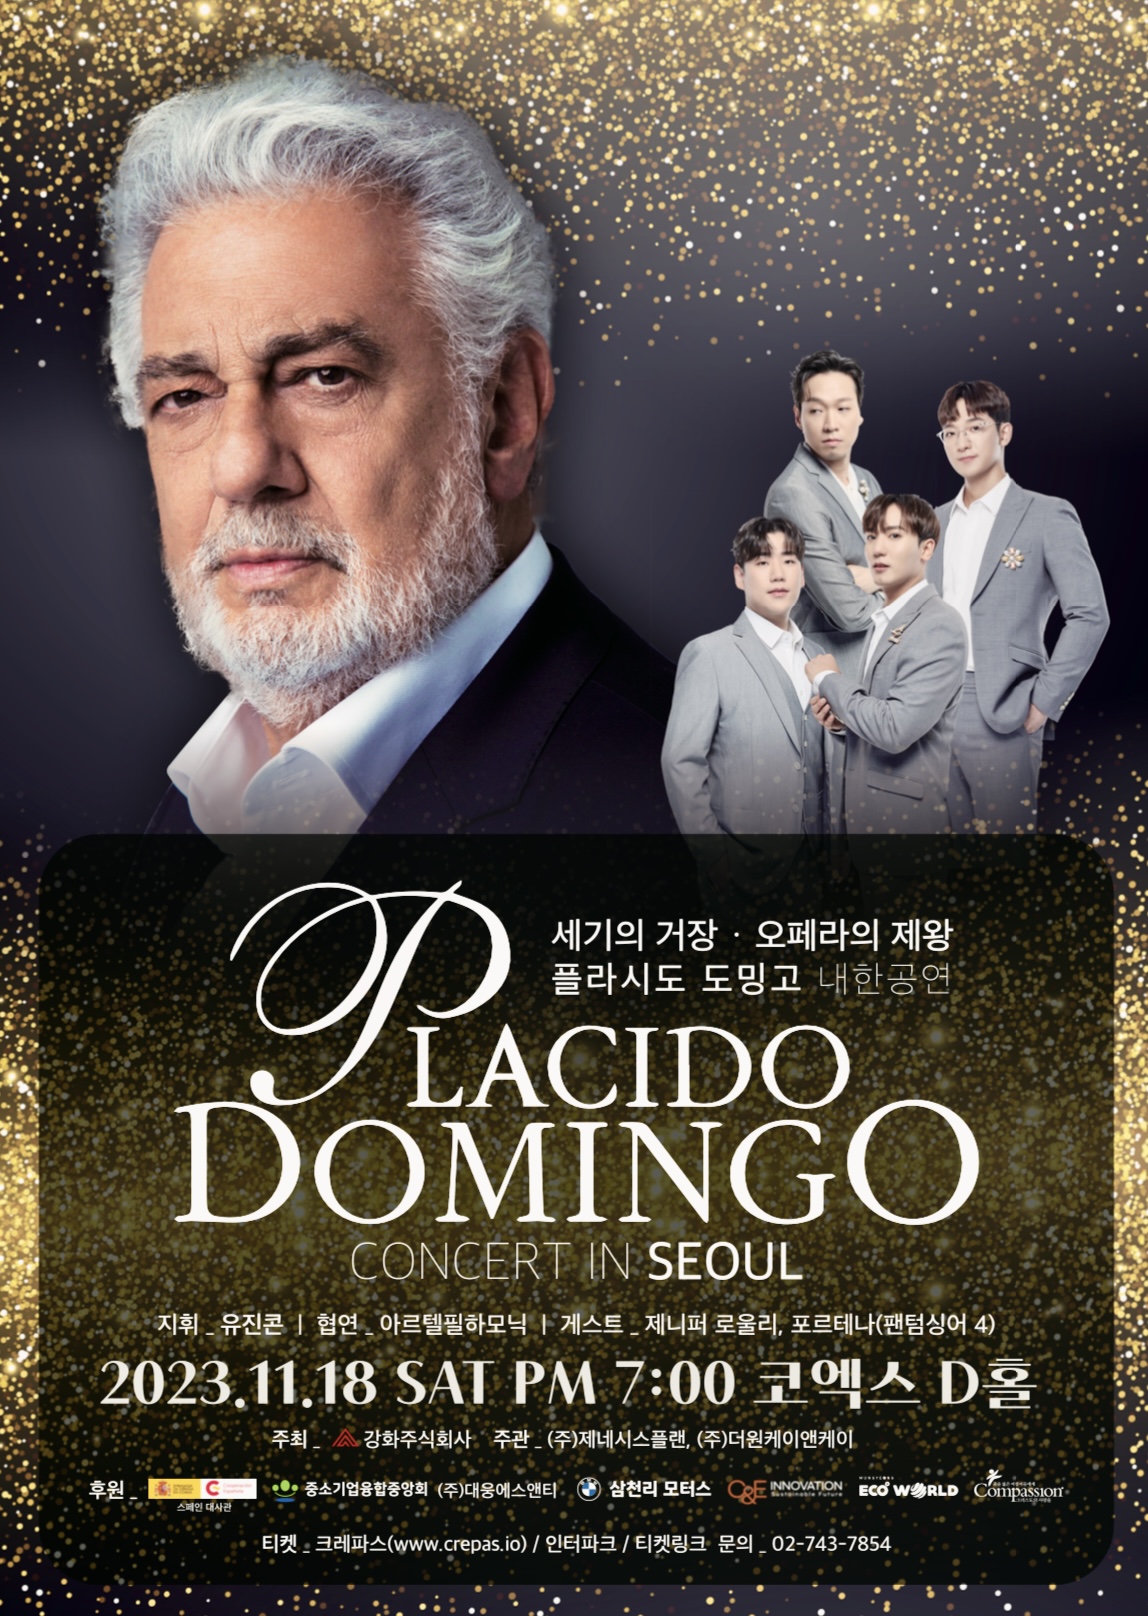 세기의 거장 · 오페라의 제왕
플라시도 도밍고 내한공연
PLACIDO
DOMINGO
CONCERT IN SEOUL
지휘 _ 유진콘 | 협연 _ 아르텔필하모닉 | 게스트 _ 제니퍼 로울리, 포르테나(팬텀싱어 4)
2023.11.18 SAT PM 7:00 코엑스 D홀
주최 _ 강화주식회사 주관 _ (주)제네시스플랜, (주)더원케이앤케이
후원 _ 스페인 대사관 중소기업융합중앙회 (주)대웅에스앤티 삼천리 모터스 O&E INNOVATION Sustainable Future ECO WORLD Compassion
티켓 _ 크레파스(www.crepas.io) / 인터파크 / 티켓링크 문의 _ 02-743-7854